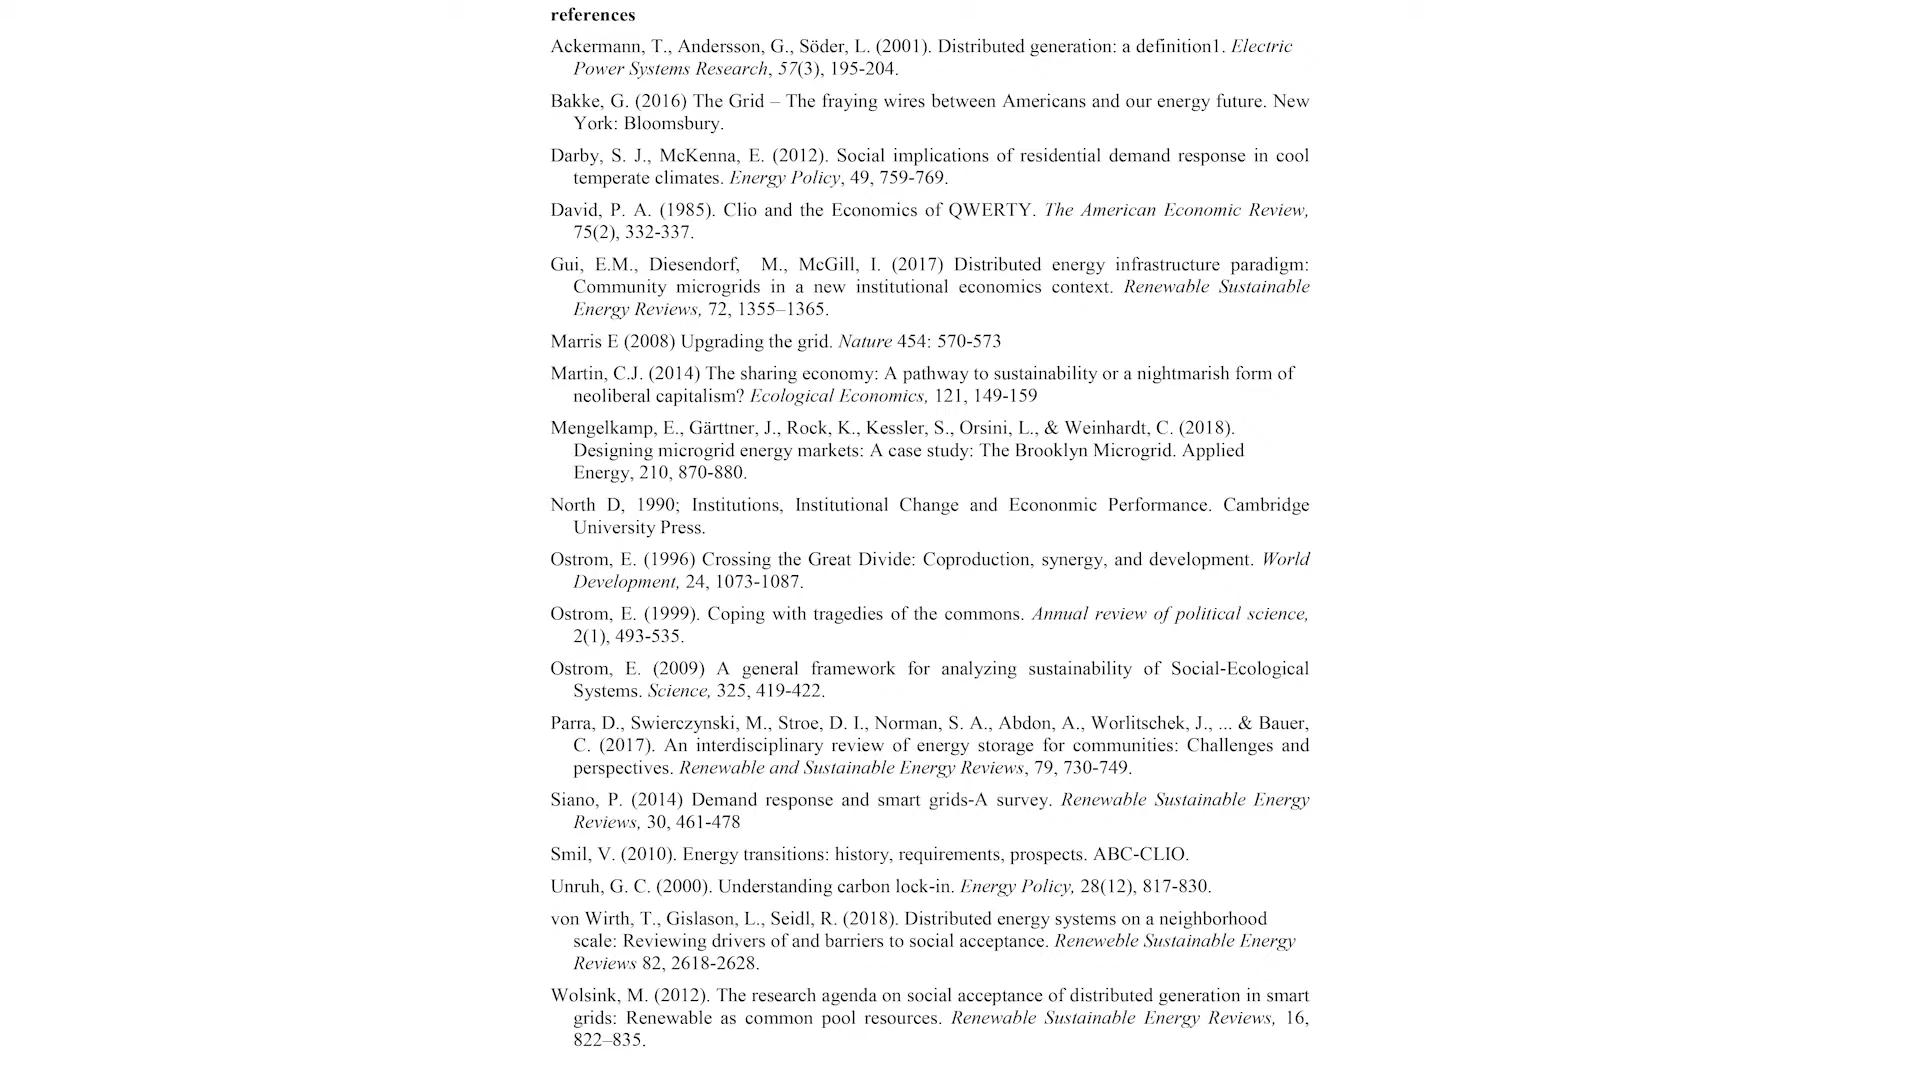 references
Ackermann, T., Andersson, G., Söder, L. (2001). Distributed generation: a definition1. Electric
Power Systems Research, 57(3), 195-204.
Bakke, G. (2016) The Grid – The fraying wires between Americans and our energy future. New
York: Bloomsbury.
Darby, S. J., McKenna, E. (2012). Social implications of residential demand response in cool
temperate climates. Energy Policy, 49, 759-769.
David, P. A. (1985). Clio and the Economics of QWERTY. The American Economic Review,
75(2), 332-337.
Gui, E.M., Diesendorf, M., McGill, I. (2017) Distributed energy infrastructure paradigm:
Community microgrids in a new institutional economics context. Renewable Sustainable
Energy Reviews, 72, 1355–1365.
Marris E (2008) Upgrading the grid. Nature 454: 570-573
Martin, C.J. (2014) The sharing economy: A pathway to sustainability or a nightmarish form of
neoliberal capitalism? Ecological Economics, 121, 149-159
Mengelkamp, E., Gärttner, J., Rock, K., Kessler, S., Orsini, L., & Weinhardt, C. (2018).
Designing microgrid energy markets: A case study: The Brooklyn Microgrid. Applied
Energy, 210, 870-880.
North D, 1990; Institutions, Institutional Change and Econonmic Performance. Cambridge
University Press.
Ostrom, E. (1996) Crossing the Great Divide: Coproduction, synergy, and development. World
Development, 24, 1073-1087.
Ostrom, E. (1999). Coping with tragedies of the commons. Annual review of political science,
2(1), 493-535.
Ostrom, E. (2009) A general framework for analyzing sustainability of Social-Ecological
Systems. Science, 325, 419-422.
Parra, D., Swierczynski, M., Stroe, D. I., Norman, S. A., Abdon, A., Worlitschek, J., ... & Bauer,
C. (2017). An interdisciplinary review of energy storage for communities: Challenges and
perspectives. Renewable and Sustainable Energy Reviews, 79, 730-749.
Siano, P. (2014) Demand response and smart grids-A survey. Renewable Sustainable Energy
Reviews, 30, 461-478
Smil, V. (2010). Energy transitions: history, requirements, prospects. ABC-CLIO.
Unruh, G. C. (2000). Understanding carbon lock-in. Energy Policy, 28(12), 817-830.
von Wirth, T., Gislason, L., Seidl, R. (2018). Distributed energy systems on a neighborhood
scale: Reviewing drivers of and barriers to social acceptance. Reneweble Sustainable Energy
Reviews 82, 2618-2628.
Wolsink, M. (2012). The research agenda on social acceptance of distributed generation in smart
grids: Renewable as common pool resources. Renewable Sustainable Energy Reviews, 16,
822–835.